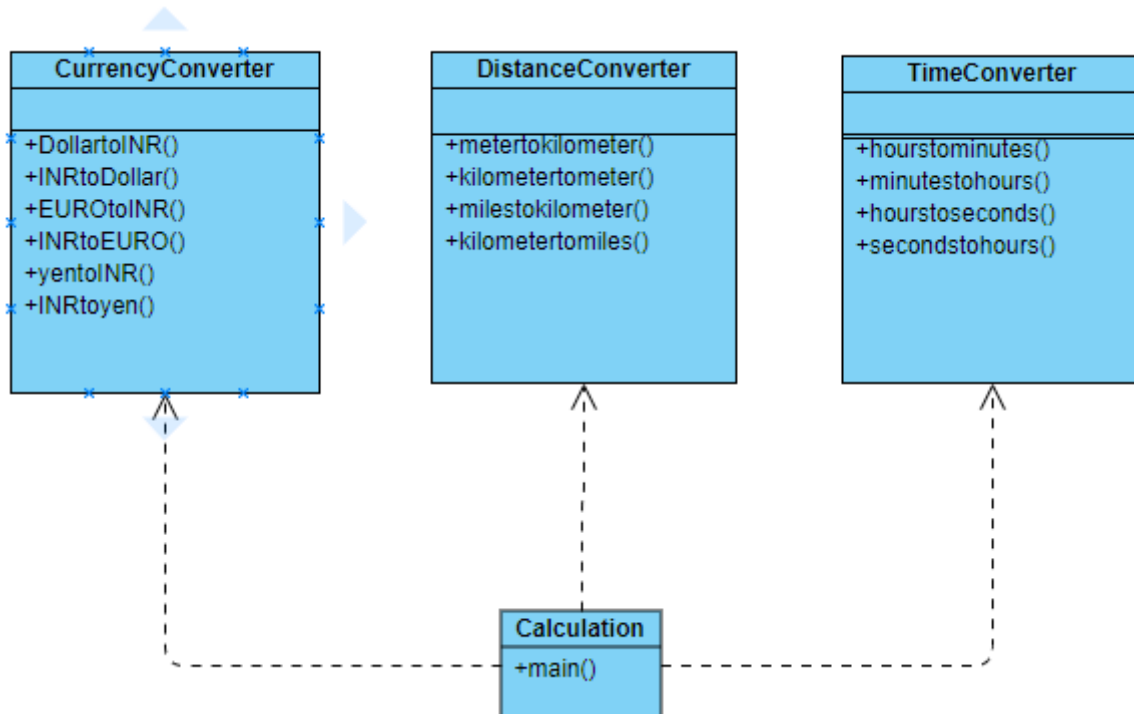 CurrencyConverter
+DollartoINR()
+INRtoDollar()
+EUROtoINR()
+INRtoEURO()
+yentoINR()
+INRtoyen()
DistanceConverter
+metertokilometer()
+kilometertometer()
+milestokilometer()
+kilometertomiles()
TimeConverter
+hourstominutes()
+minutestohours()
+hourstoseconds()
+secondstohours()
Calculation
+main()